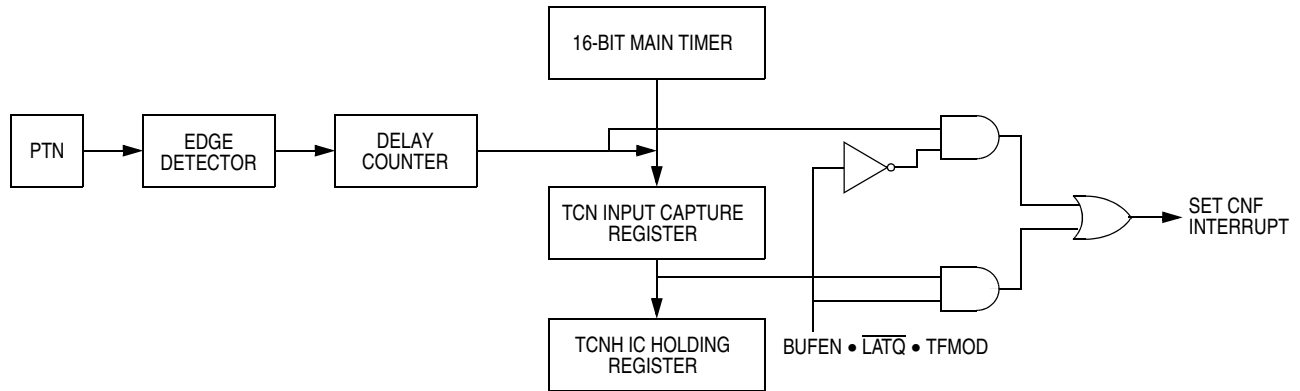 16-BIT MAIN TIMER
PTN
EDGE
DETECTOR
DELAY
COUNTER
TCN INPUT CAPTURE
REGISTER
SET CNF
INTERRUPT
TCNH IC HOLDING
REGISTER
BUFEN • L̅A̅T̅Q̅ • TFMOD